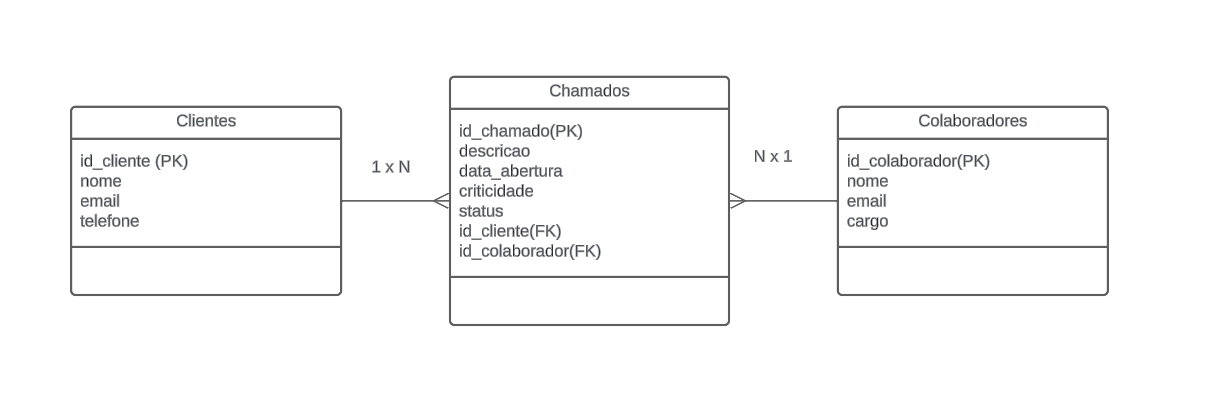 Clientes
id_cliente (PK)
nome
email
telefone
1 x N
Chamados
id_chamado(PK)
descricao
data_abertura
criticidade
status
id_cliente(FK)
id_colaborador(FK)
N x 1
Colaboradores
id_colaborador(PK)
nome
email
cargo